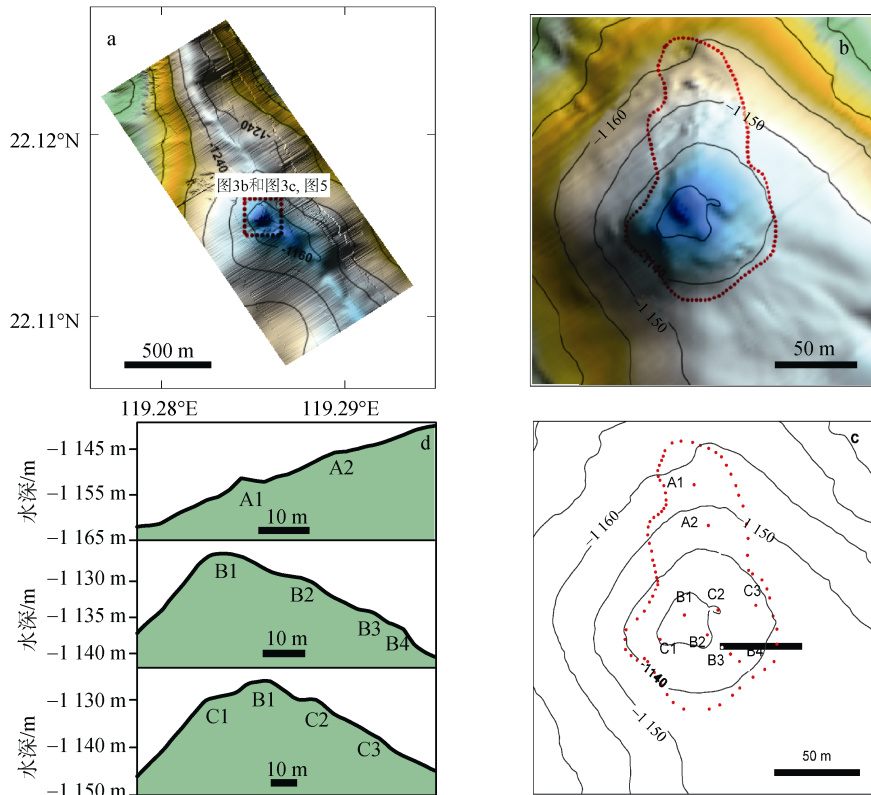 a
22.12°N
22.11°N
−1240
−1240
图3b和图3c, 图5
−1160
500 m
119.28°E
119.29°E
b
−1 160
−1 150
−1140
−1 150
50 m
水深/m
−1 145 m
−1 155 m
−1 165 m
d
A1
A2
10 m
水深/m
−1 130 m
−1 135 m
−1 140 m
B1
B2
B3
B4
10 m
水深/m
−1 130 m
−1 140 m
−1 150 m
C1
B1
C2
C3
10 m
c
A1
−1 160
A2
−1 150
B1
C2
C3
C1
B2
B3
B4
−1140
−1 150
50 m